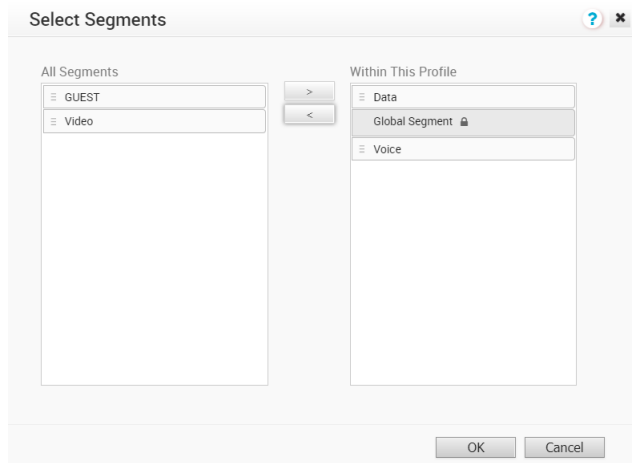 Select Segments
?
All Segments
Within This Profile
GUEST
Video
>
<
Data
Global Segment
Voice
OK
Cancel